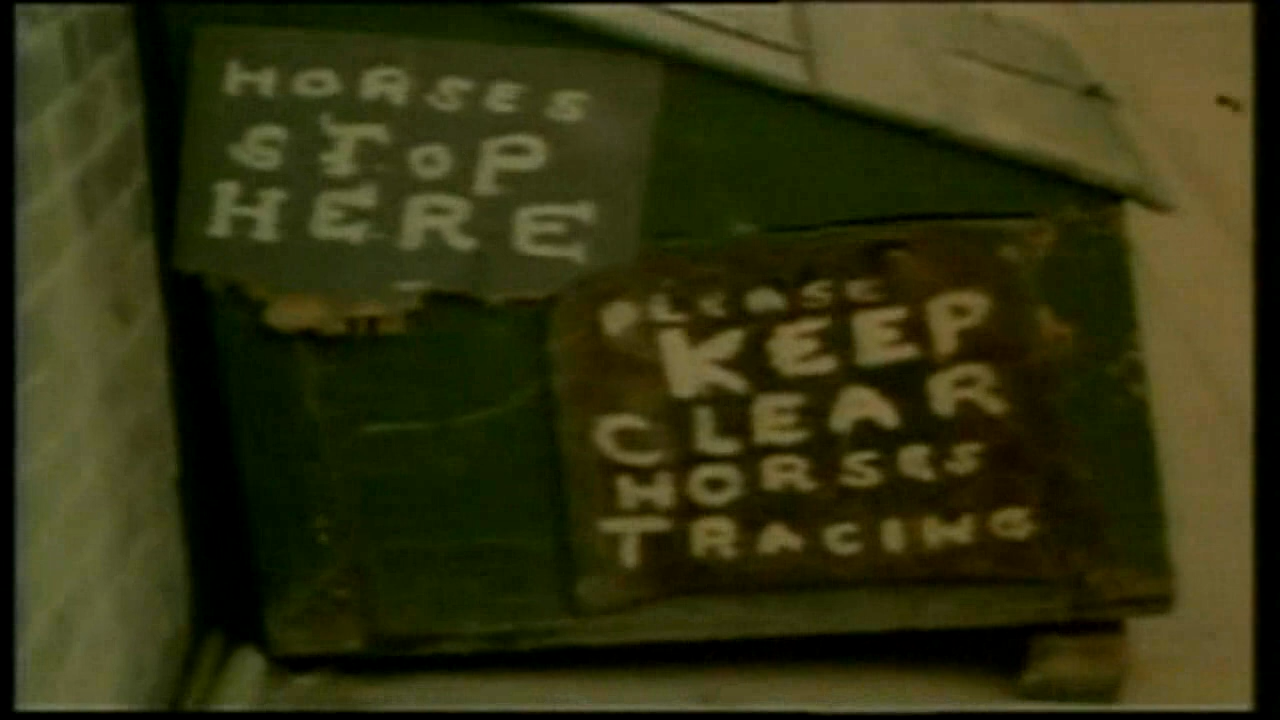 HORSES
STOP
HERE
PLEASE
KEEP
CLEAR
HORSES
TRACING